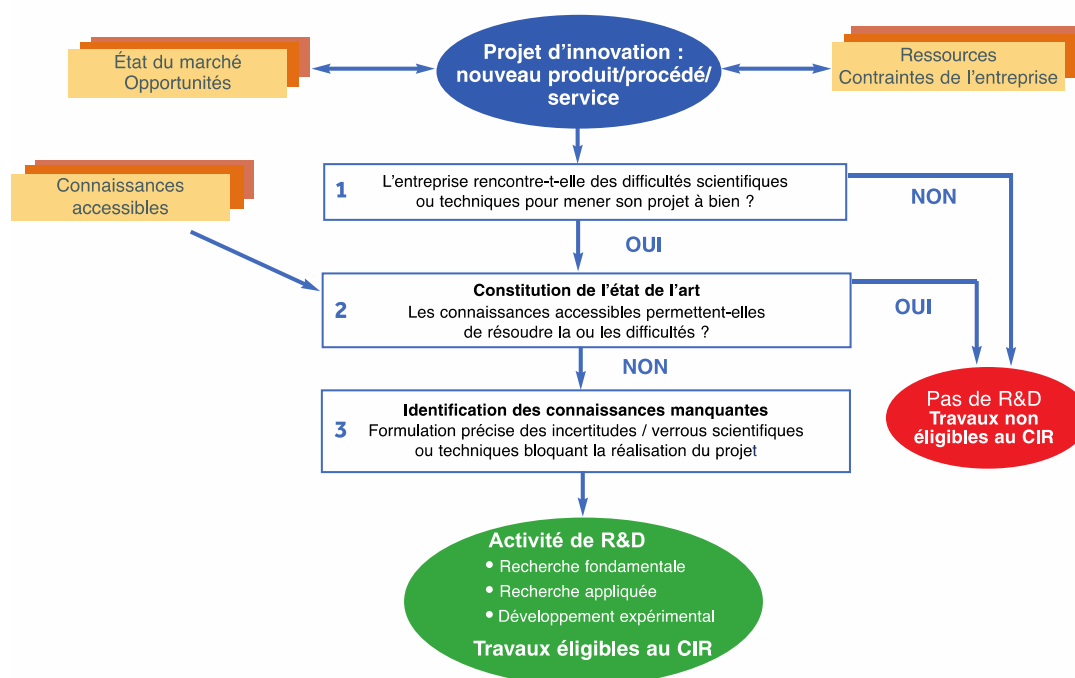 État du marché
Opportunités
Projet d’innovation :
nouveau produit/procédé/
service
Ressources
Contraintes de l’entreprise
Connaissances
accessibles
1
L’entreprise rencontre-t-elle des difficultés scientifiques
ou techniques pour mener son projet à bien ?
NON
OUI
2
Constitution de l’état de l’art
Les connaissances accessibles permettent-elles
de résoudre la ou les difficultés ?
OUI
NON
3
Identification des connaissances manquantes
Formulation précise des incertitudes / verrous scientifiques
ou techniques bloquant la réalisation du projet
Pas de R&D
Travaux non
éligibles au CIR
Activité de R&D
• Recherche fondamentale
• Recherche appliquée
• Développement expérimental
Travaux éligibles au CIR